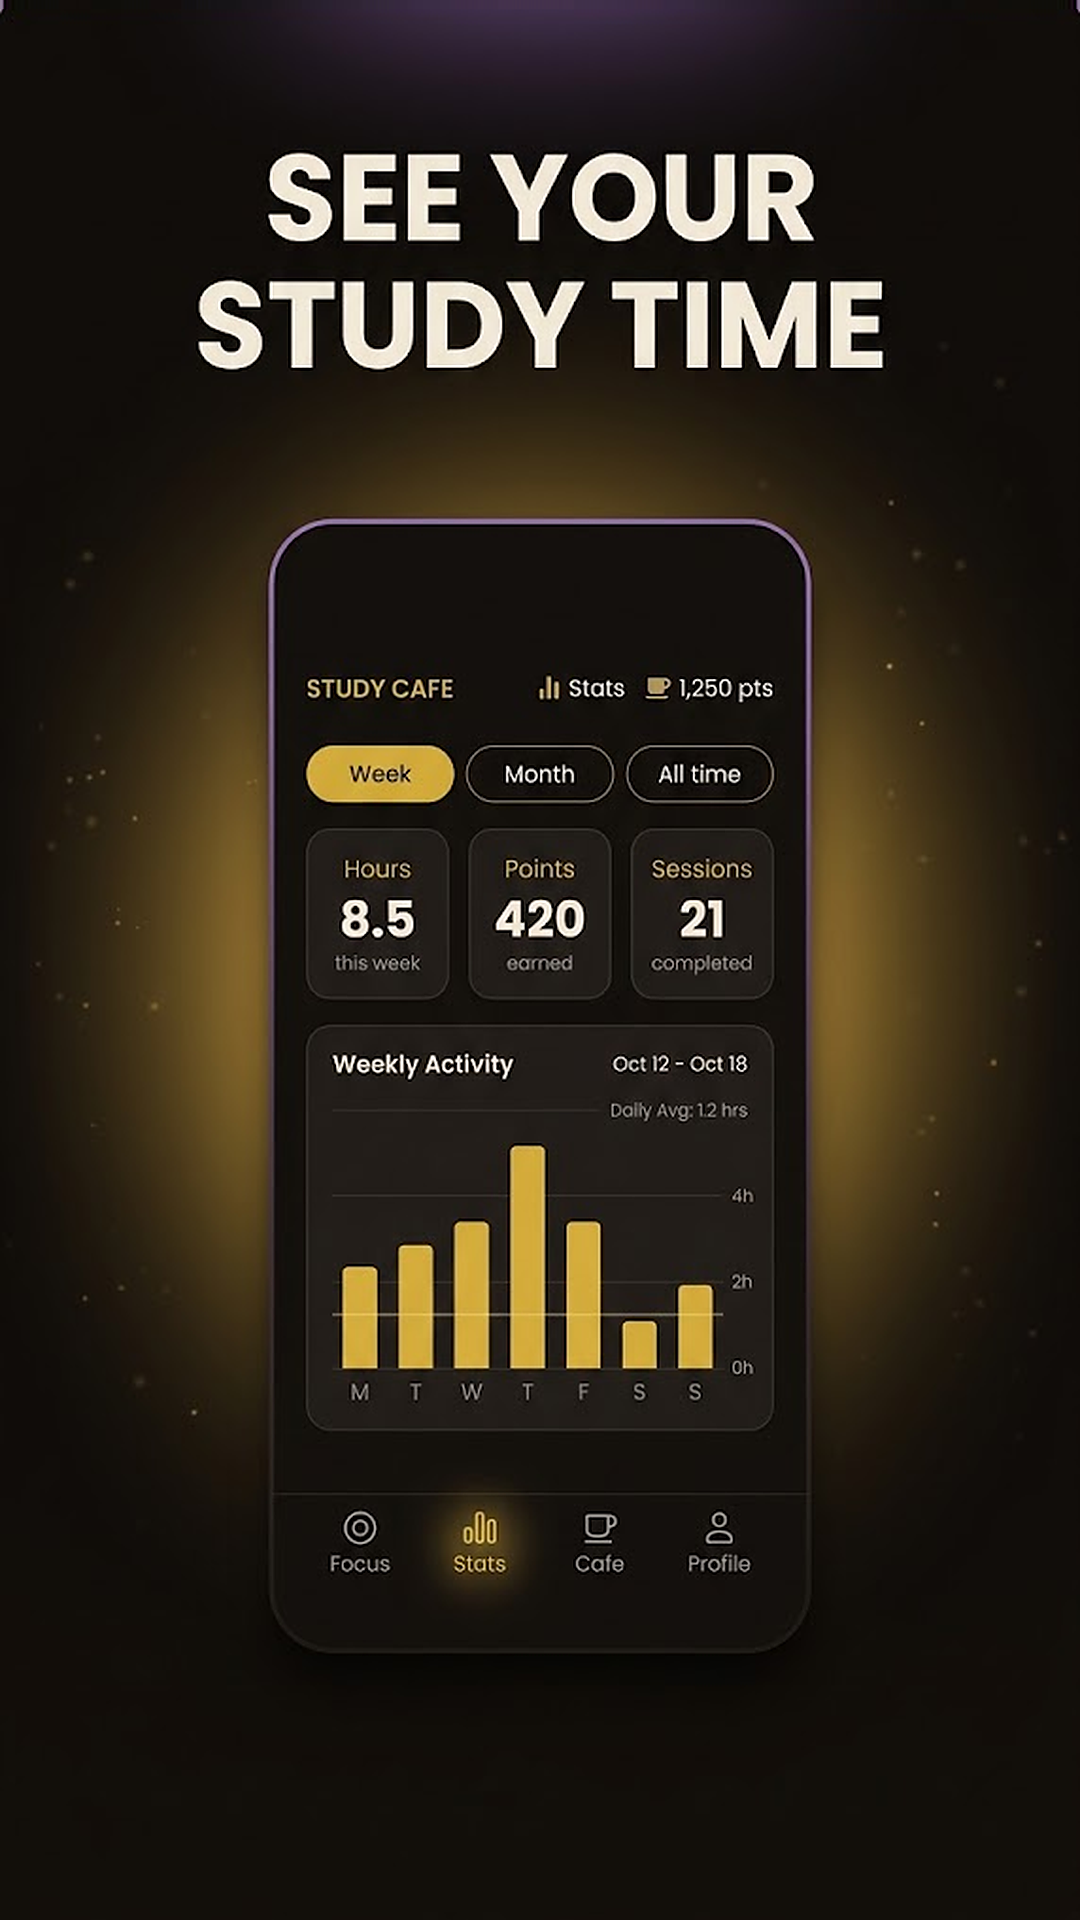 SEE YOUR
STUDY TIME
STUDY CAFE Stats 1,250 pts
Week Month All time
Hours Points Sessions
8.5 420 21
this week earned completed
Weekly Activity Oct 12 - Oct 18
Daily Avg: 1.2 hrs
4h
2h
0h
M T W T F S S
Focus Stats Cafe Profile